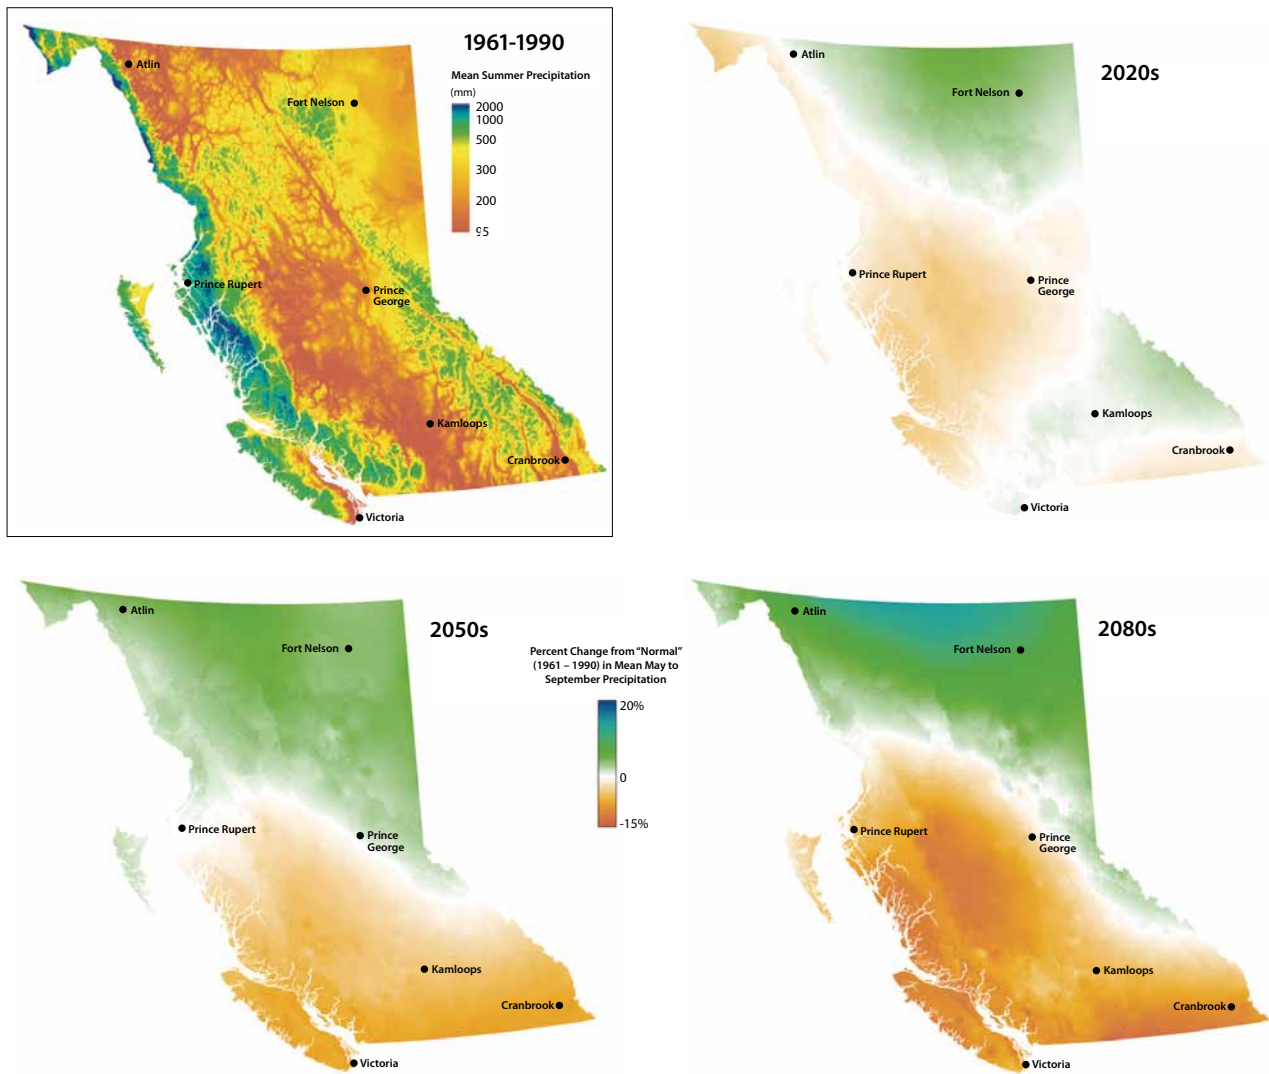 1961-1990
Mean Summer Precipitation
(mm)
2000
1000
500
300
200
95
Atlin
Fort Nelson
Prince Rupert
Prince
George
Kamloops
Cranbrook
Victoria
2020s
Atlin
Fort Nelson
Prince Rupert
Prince
George
Kamloops
Cranbrook
Victoria
2050s
Atlin
Fort Nelson
Prince Rupert
Prince
George
Kamloops
Cranbrook
Victoria
Percent Change from “Normal”
(1961 – 1990) in Mean May to
September Precipitation
20%
0
-15%
2080s
Atlin
Fort Nelson
Prince Rupert
Prince
George
Kamloops
Cranbrook
Victoria